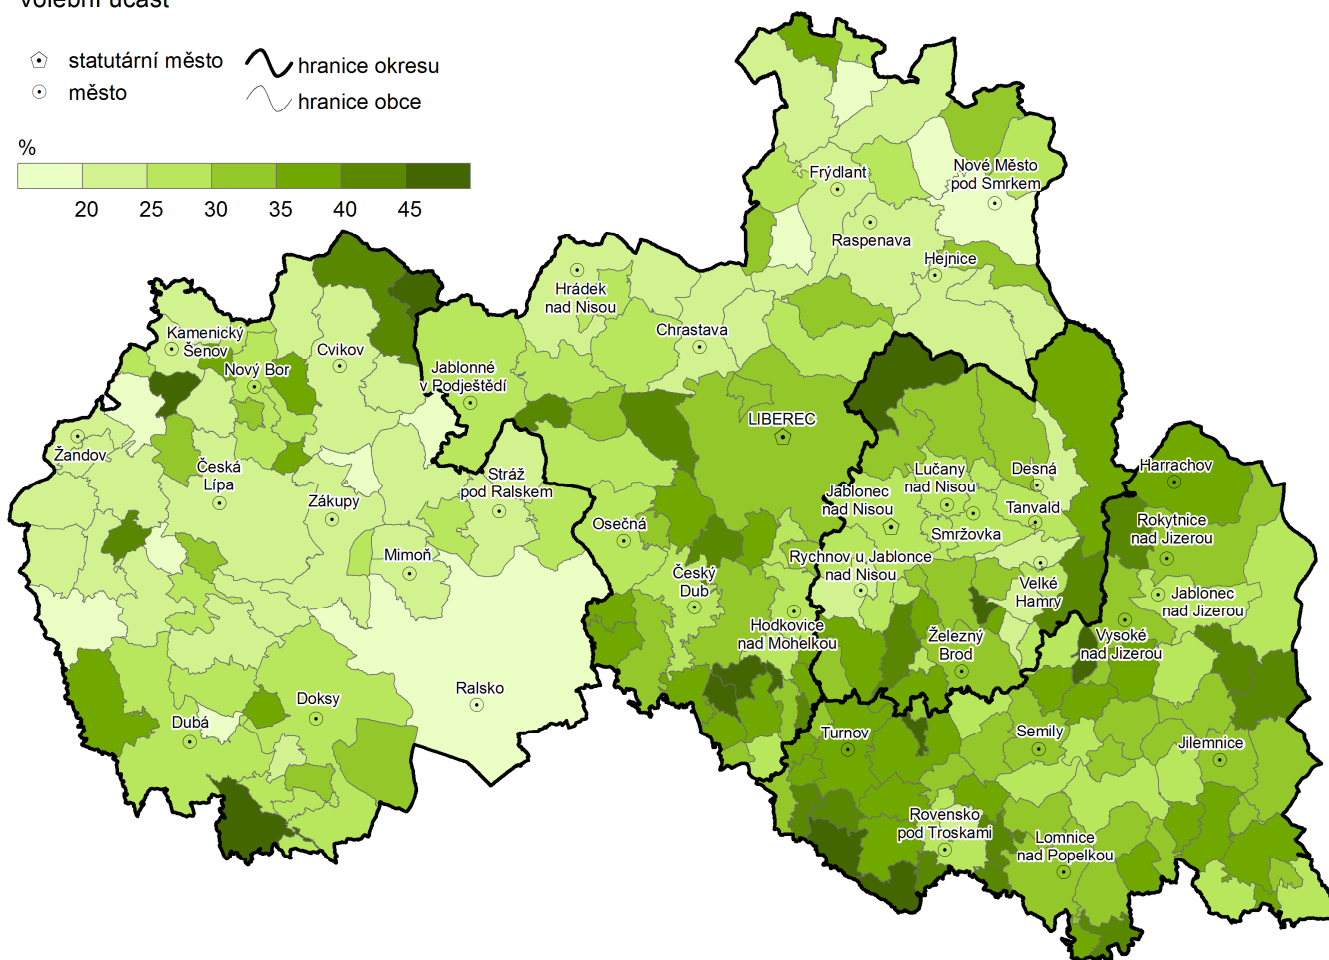 volební účast
statutární město
hranice okresu
město
hranice obce
%
20 25 30 35 40 45
Frýdlant
Nové Město
pod Smrkem
Raspenava
Hejnice
Hrádek
nad Nisou
Chrastava
Kamenický
Šenov
Nový Bor
Cvikov
Jablonné
v Podještědí
LIBEREC
Žandov
Česká
Lípa
Zákupy
Stráž
pod Ralskem
Mimoň
Osečná
Český
Dub
Hodkovice
nad Mohelkou
Jablonec
nad Nisou
Lučany
nad Nisou
Desná
Tanvald
Smržovka
Rychnov u Jablonce
nad Nisou
Velké
Hamry
Železný
Brod
Harrachov
Rokytnice
nad Jizerou
Jablonec
nad Jizerou
Vysoké
nad Jizerou
Ralsko
Doksy
Dubá
Turnov
Semily
Jilemnice
Rovensko
pod Troskami
Lomnice
nad Popelkou